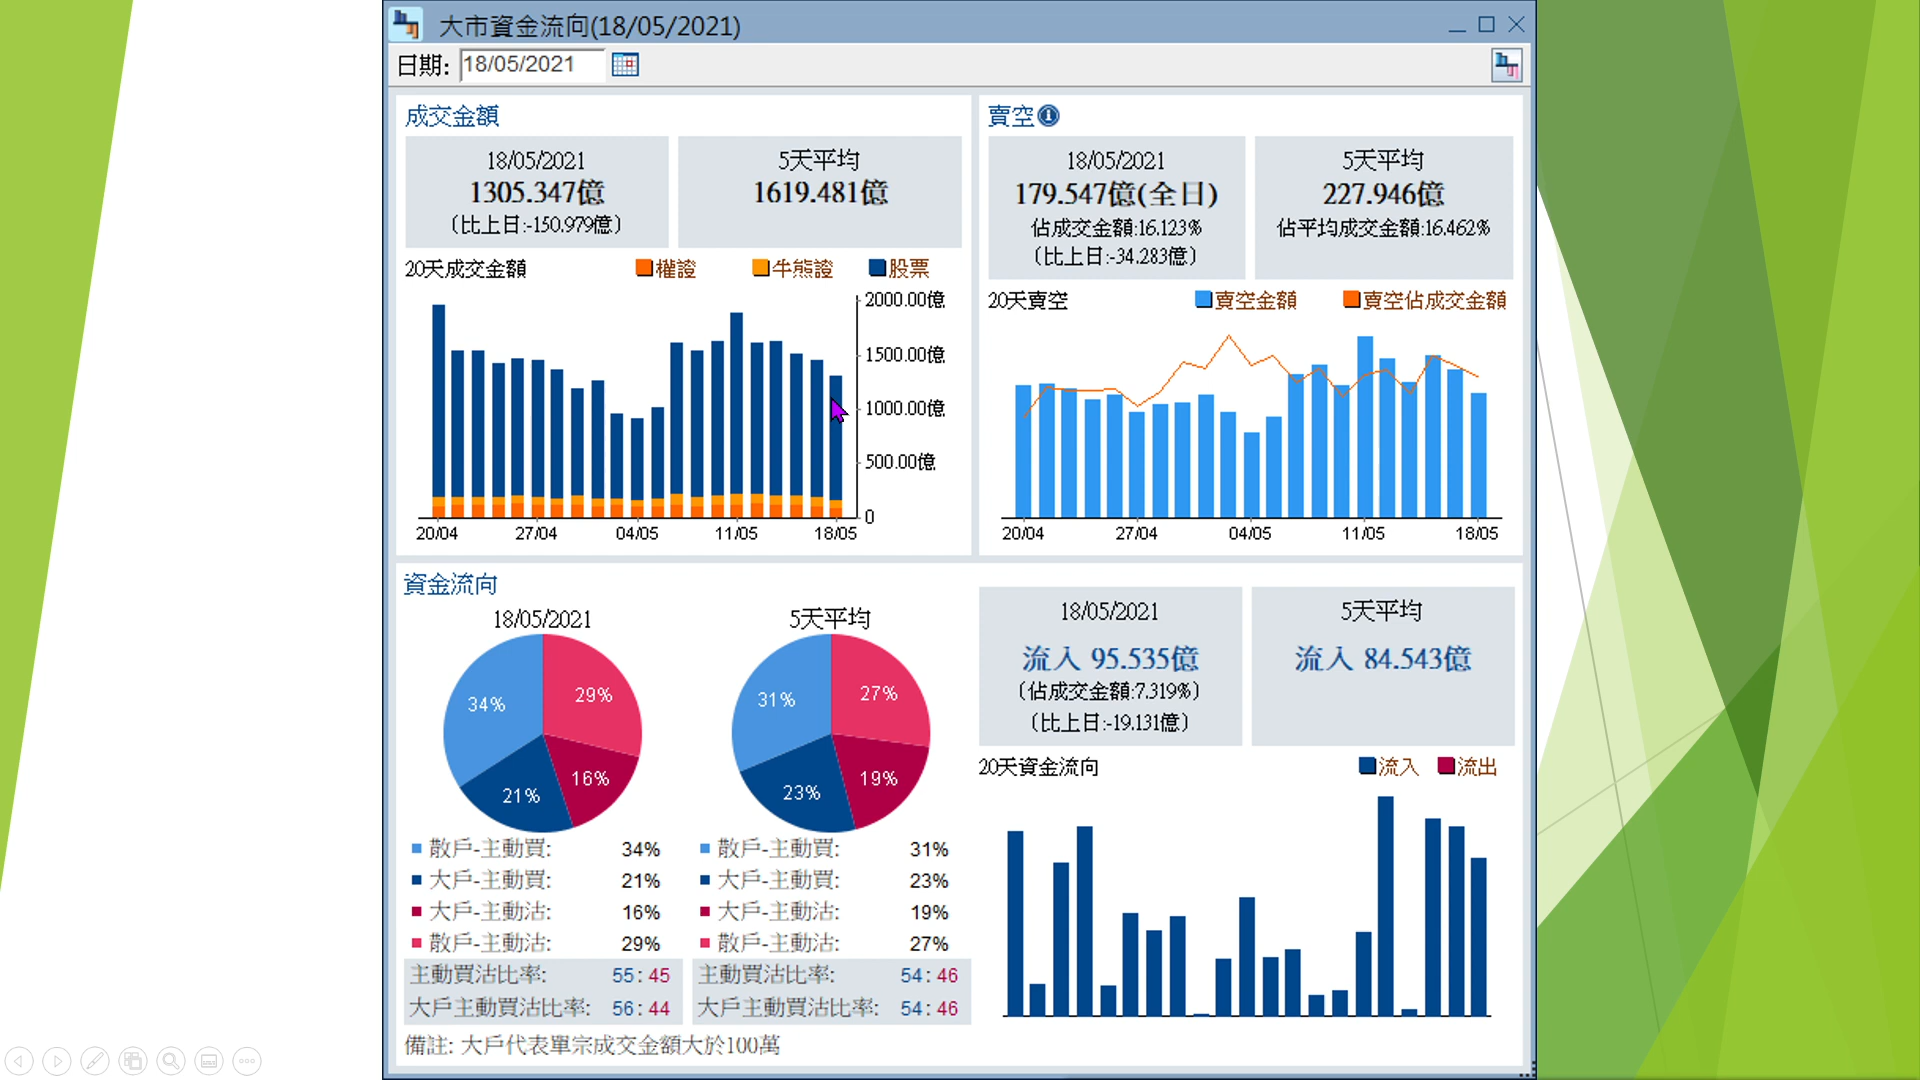 大市資金流向(18/05/2021)
日期: 18/05/2021
成交金額
18/05/2021
1305.347億
(比上日:-150.979億)
5天平均
1619.481億
20天成交金額 權證 牛熊證 股票
2000.00億
1500.00億
1000.00億
500.00億
0
20/04 27/04 04/05 11/05 18/05
賣空
18/05/2021
179.547億(全日)
佔成交金額:16.123%
(比上日:-34.283億)
5天平均
227.946億
佔平均成交金額:16.462%
20天賣空 賣空金額 賣空佔成交金額
20/04 27/04 04/05 11/05 18/05
資金流向
18/05/2021
34%
29%
21%
16%
散戶-主動買: 34%
大戶-主動買: 21%
大戶-主動沽: 16%
散戶-主動沽: 29%
主動買沽比率: 55:45
大戶主動買沽比率: 56:44
5天平均
31%
27%
23%
19%
散戶-主動買: 31%
大戶-主動買: 23%
大戶-主動沽: 19%
散戶-主動沽: 27%
主動買沽比率: 54:46
大戶主動買沽比率: 54:46
備註: 大戶代表單宗成交金額大於100萬
18/05/2021
流入 95.535億
(佔成交金額:7.319%)
(比上日:-19.131億)
5天平均
流入 84.543億
20天資金流向 流入 流出